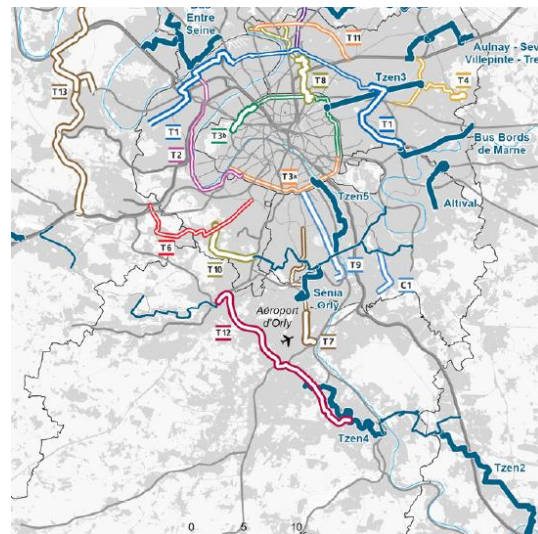 Entre
Seine
T11
Aulnay - Sev
Villepinte - Tre
T13
T8
Tzen3
T4
T1
T3b
T1
T2
Bus Bords
de Marne
T3a
Tzen5
Altival
T6
T10
T9
C1
Sénia
Orly
Aéroport
d'Orly
T12
T7
Tzen4
Tzen2
0 5 10